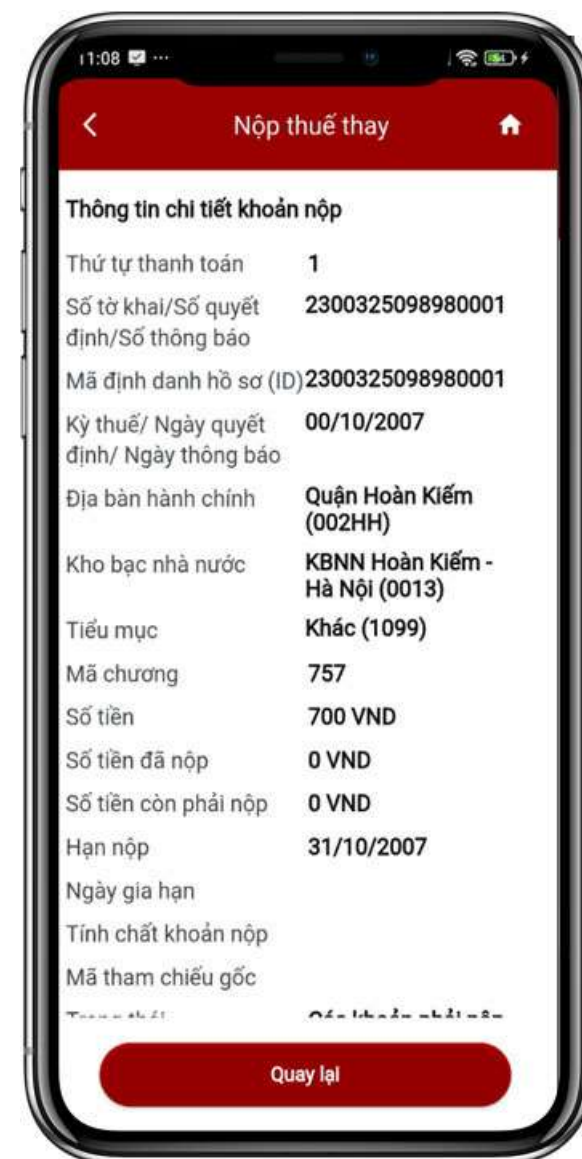 11:08
Nộp thuế thay
Thông tin chi tiết khoản nộp
Thứ tự thanh toán 1
Số tờ khai/Số quyết 2300325098980001
định/Số thông báo
Mã định danh hồ sơ (ID) 2300325098980001
Kỳ thuế/ Ngày quyết 00/10/2007
định/ Ngày thông báo
Địa bàn hành chính Quận Hoàn Kiếm
(002HH)
Kho bạc nhà nước KBNN Hoàn Kiếm -
Hà Nội (0013)
Tiểu mục Khác (1099)
Mã chương 757
Số tiền 700 VND
Số tiền đã nộp 0 VND
Số tiền còn phải nộp 0 VND
Hạn nộp 31/10/2007
Ngày gia hạn
Tính chất khoản nộp
Mã tham chiếu gốc
Quay lại